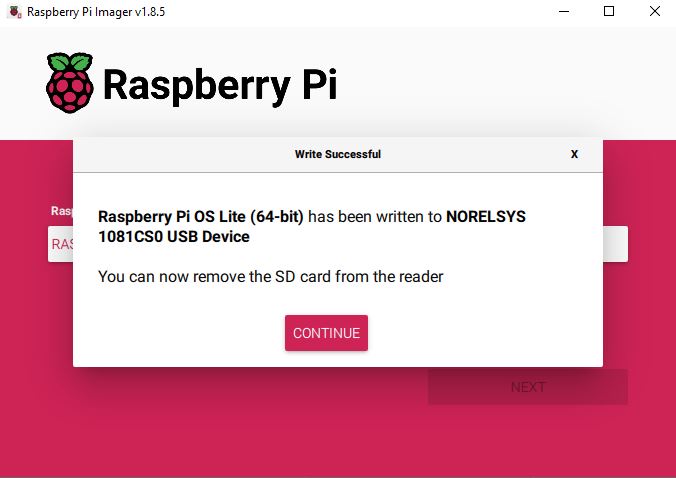 Raspberry Pi Imager v1.8.5
Raspberry Pi
Write Successful
X
Rasp
RAS
Raspberry Pi OS Lite (64-bit) has been written to NORELSYS
1081CS0 USB Device
You can now remove the SD card from the reader
CONTINUE
NEXT